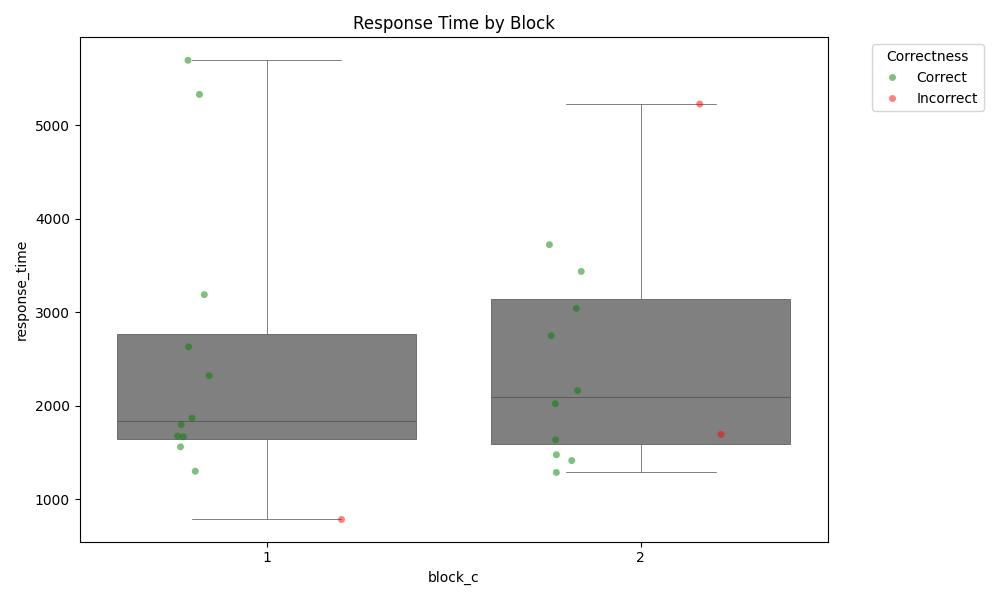 Response Time by Block
Correctness
Correct
Incorrect
response_time
5000
4000
3000
2000
1000
1
2
block_c